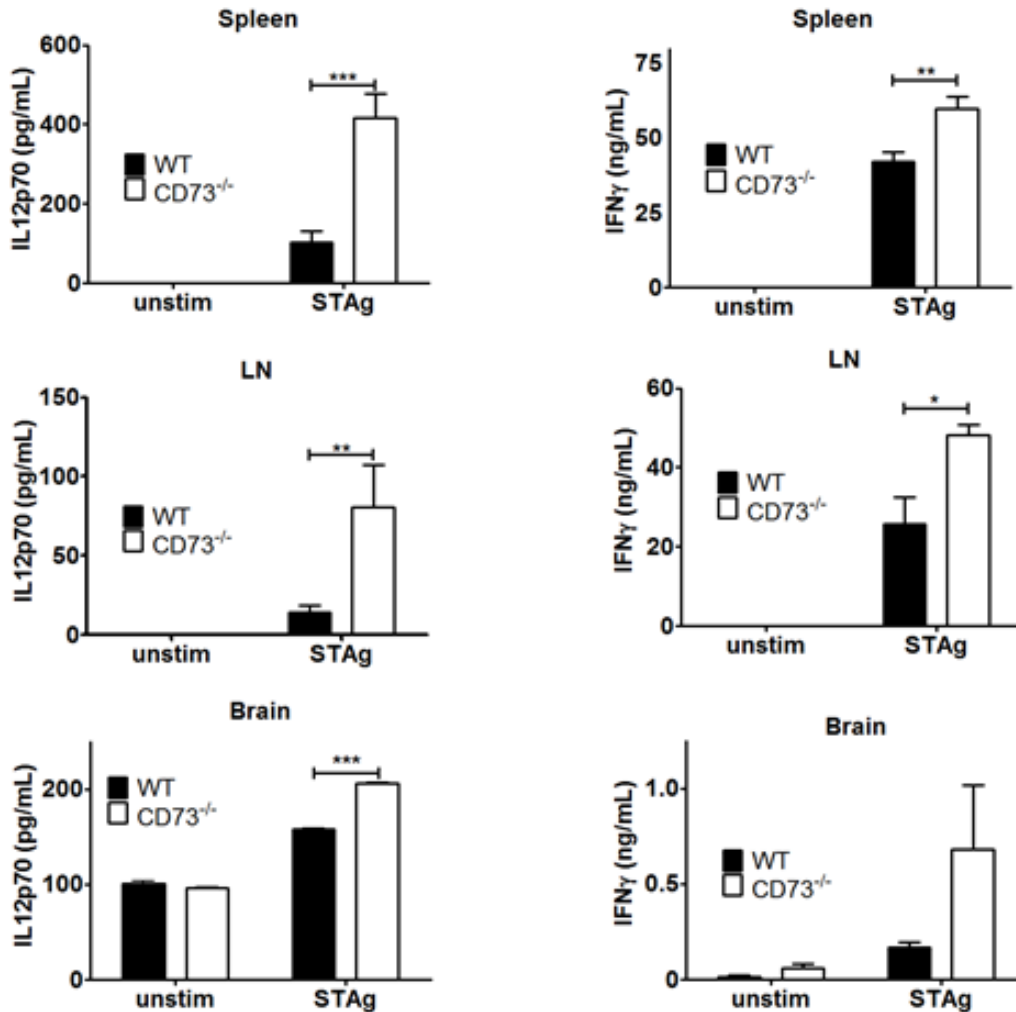 Spleen
IL12p70 (pg/mL)
600
400
200
0
***
WT
CD73-/-
unstim
STAg
Spleen
IFNγ (ng/mL)
75
50
25
0
**
WT
CD73-/-
unstim
STAg
LN
IL12p70 (pg/mL)
150
100
50
0
**
WT
CD73-/-
unstim
STAg
LN
IFNγ (ng/mL)
60
40
20
0
*
WT
CD73-/-
unstim
STAg
Brain
IL12p70 (pg/mL)
200
100
0
***
WT
CD73-/-
unstim
STAg
Brain
IFNγ (ng/mL)
1.0
0.5
0
WT
CD73-/-
unstim
STAg